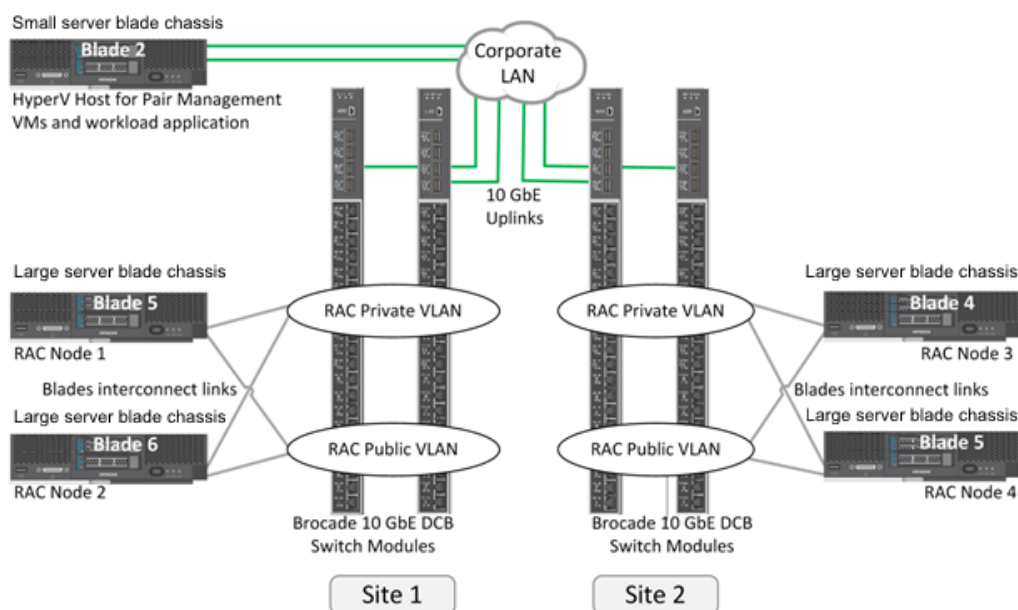 Small server blade chassis
Blade 2
HyperV Host for Pair Management
VMs and workload application
Corporate
LAN
10 GbE
Uplinks
Large server blade chassis
Blade 5
RAC Node 1
Blades interconnect links
Large server blade chassis
Blade 6
RAC Node 2
RAC Private VLAN
RAC Public VLAN
Brocade 10 GbE DCB
Switch Modules
Site 1
RAC Private VLAN
RAC Public VLAN
Brocade 10 GbE DCB
Switch Modules
Site 2
Large server blade chassis
Blade 4
RAC Node 3
Blades interconnect links
Large server blade chassis
Blade 5
RAC Node 4